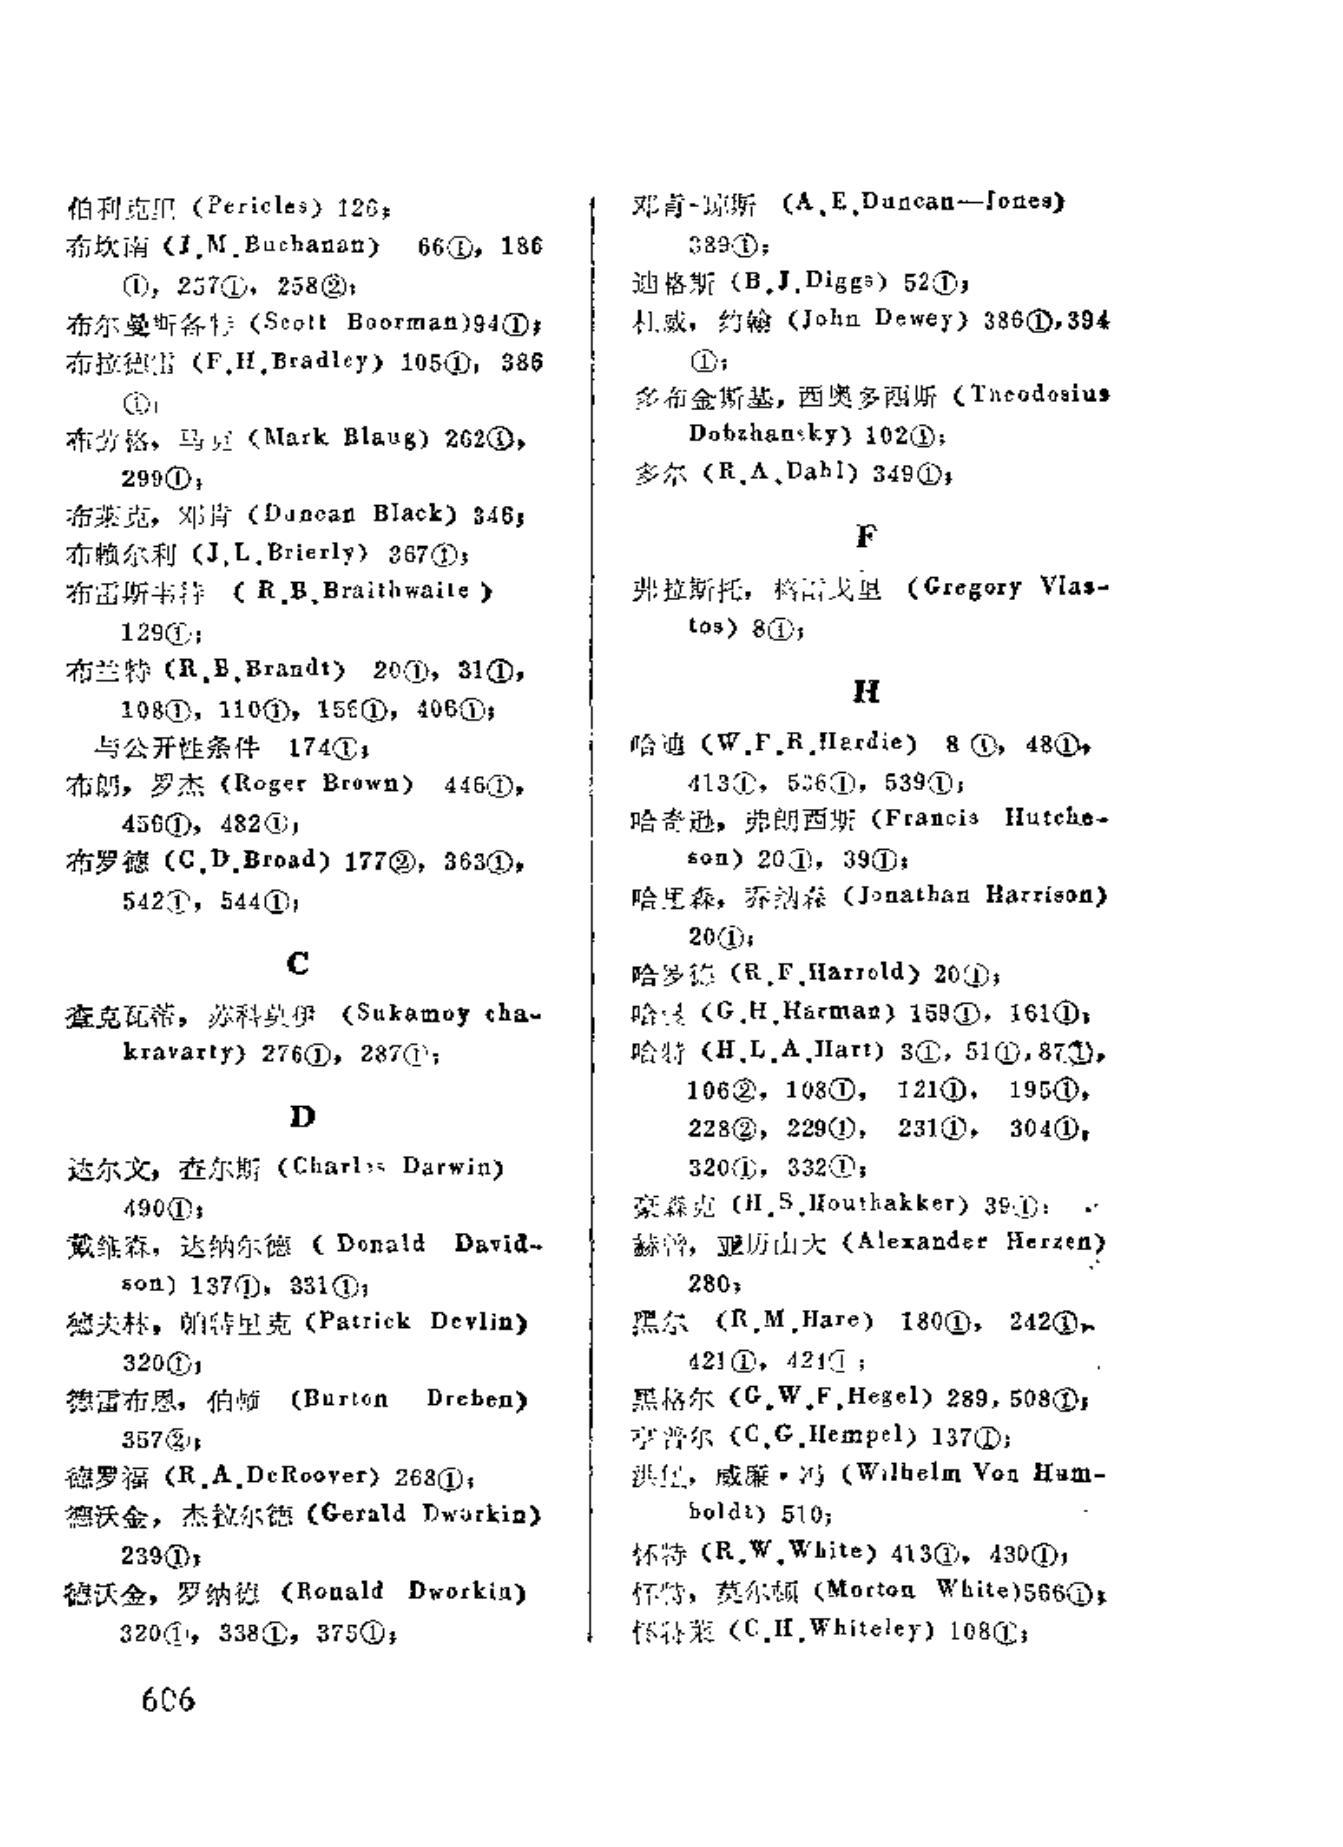 伯利克里 (Pericles) 126;
布坎南 (J.M.Buchanan) 66①, 186
①, 257①, 258②;
布尔曼斯各特 (Scott Boorman)94①;
布拉德雷 (F.H.Bradley) 105①, 386
①;
布劳格, 马克 (Mark Blaug) 262①,
299①;
布莱克, 邓肯 (Duncan Black) 346;
布赖尔利 (J.L.Brierly) 367①;
布雷斯韦特 (R.B.Braithwaite)
129①;
布兰特 (R.B.Brandt) 20①, 31①,
108①, 110①, ①, 406①;
与公开性条件 174①;
布朗, 罗杰 (Roger Brown) 446①,
456①, 482①;
布罗德 (C.D.Broad) 177②, 363①,
542①, 544①;
C
查克瓦蒂, 苏科莫伊 (Sukamoy cha-
kravarty) 276①, 287①;
D
达尔文, 查尔斯 (Charles Darwin)
490①;
戴维森, 达纳尔德 (Donald David-
son) 137①, 331①;
德夫林, 帕特里克 (Patrick Devlin)
320①;
德雷布恩, 伯顿 (Burton Dreben)
357②;
德罗福 (R.A.DeRoover) 268①;
德沃金, 杰拉尔德 (Gerald Dworkin)
239①;
德沃金, 罗纳德 (Ronald Dworkin)
320①, 338①, 375①;
邓肯-琼斯 (A.E.Duncan—Jones)
389①;
迪格斯 (B.J.Diggs) 52①;
杜威, 约翰 (John Dewey) 386①,394
①;
多布金斯基, 西奥多西斯 (Theodosius
Dobzhansky) 102①;
多尔 (R.A.Dahl) 349①;
F
弗拉斯托, 格雷戈里 (Gregory Vlas-
tos) 8①;
H
哈迪 (W.F.R.Hardie) 8①, 48①,
413①, 536①, 539①;
哈奇逊, 弗朗西斯 (Francis Hutche-
son) 20①, 39①;
哈里森, 乔纳森 (Jonathan Harrison)
20①;
哈罗德 (R.F.Harrold) 20①;
哈曼 (G.H.Harman) 159①, 161①;
哈特 (H.L.A.Hart) 3①, 51①,87①,
106②, 108①, 121①, 195①,
228②, 229①, 231①, 304①,
320①, 332①;
豪森克 (H.S.Houthakker) 39①;
赫曾, 亚历山大 (Alexander Herzen)
280;
黑尔 (R.M.Hare) 180①, 242①,
421①, 424①;
黑格尔 (G.W.F.Hegel) 289, 508①;
亨普尔 (C.G.Hempel) 137①;
洪堡, 威廉·冯 (Wilhelm Von Hum-
boldt) 510;
怀特 (R.W.White) 413①, 430①;
怀特, 莫尔顿 (Morton White)566①;
怀特莱 (C.H.Whiteley) 108①;
606